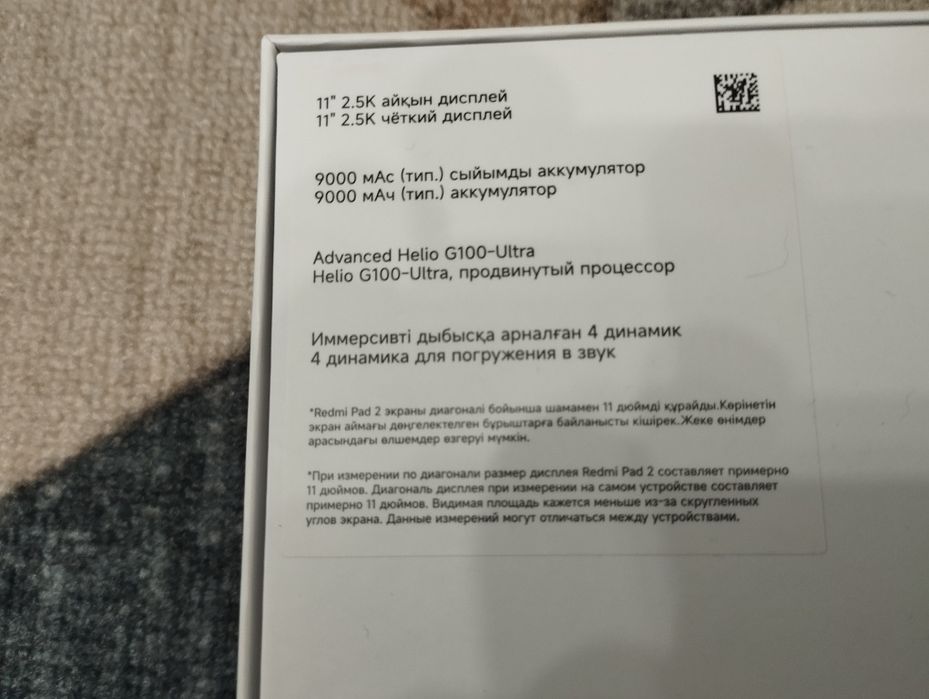 11" 2.5K айқын дисплей
11" 2.5K чёткий дисплей
9000 мАс (тип.) сыйымды аккумулятор
9000 мАч (тип.) аккумулятор
Advanced Helio G100-Ultra
Helio G100-Ultra, продвинутый процессор
Иммерсивті дыбысқа арналған 4 динамик
4 динамика для погружения в звук
*Redmi Pad 2 экраны диагоналі бойынша шамамен 11 дюймді құрайды.Көрінетін
экран аймағы дөңгелектелген бұрыштарға байланысты кішірек.Жеке өнімдер
арасындағы өлшемдер өзгеруі мүмкін.
*При измерении по диагонали размер дисплея Redmi Pad 2 составляет примерно
11 дюймов. Диагональ дисплея при измерении на самом устройстве составляет
примерно 11 дюймов. Видимая площадь кажется меньше из-за скругленных
углов экрана. Данные измерений могут отличаться между устройствами.